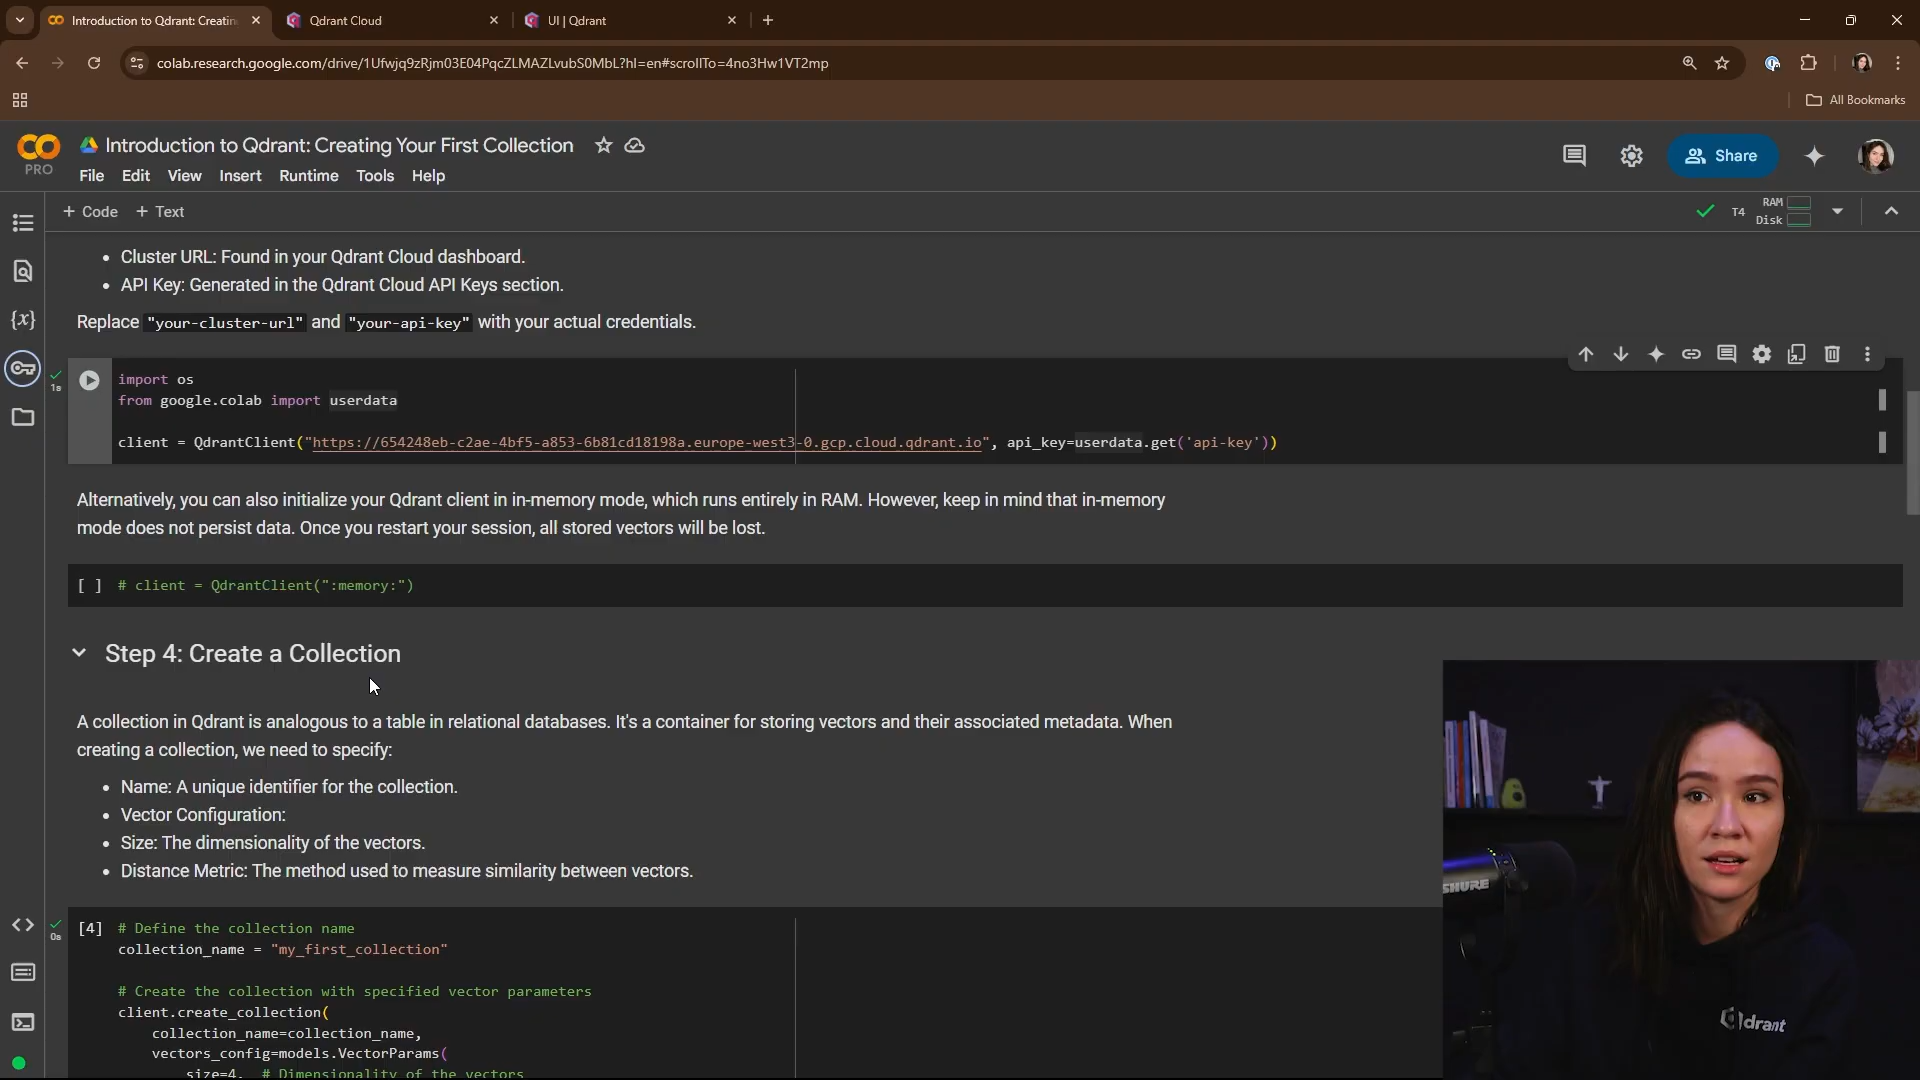 Introduction to Qdrant: Creatin
Qdrant Cloud
UI | Qdrant
colab.research.google.com/drive/1Ufwjq9zRjm03E04PqcZLMAZLvubS0MbL?hl=en#scrollTo=4no3Hw1VT2mp
All Bookmarks
CO
PRO
Introduction to Qdrant: Creating Your First Collection
File Edit View Insert Runtime Tools Help
Share
+ Code + Text
T4
RAM
Disk
• Cluster URL: Found in your Qdrant Cloud dashboard.
• API Key: Generated in the Qdrant Cloud API Keys section.
Replace "your-cluster-url" and "your-api-key" with your actual credentials.
1s
import os
from google.colab import userdata
client = QdrantClient("https://654248eb-c2ae-4bf5-a853-6b81cd18198a.europe-west3-0.gcp.cloud.qdrant.io", api_key=userdata.get('api-key'))
Alternatively, you can also initialize your Qdrant client in in-memory mode, which runs entirely in RAM. However, keep in mind that in-memory
mode does not persist data. Once you restart your session, all stored vectors will be lost.
[ ] # client = QdrantClient(":memory:")
Step 4: Create a Collection
A collection in Qdrant is analogous to a table in relational databases. It's a container for storing vectors and their associated metadata. When
creating a collection, we need to specify:
• Name: A unique identifier for the collection.
• Vector Configuration:
• Size: The dimensionality of the vectors.
• Distance Metric: The method used to measure similarity between vectors.
0s
[4] # Define the collection name
collection_name = "my_first_collection"
# Create the collection with specified vector parameters
client.create_collection(
collection_name=collection_name,
vectors_config=models.VectorParams(
size=4, # Dimensionality of the vectors
SHURE
Qdrant